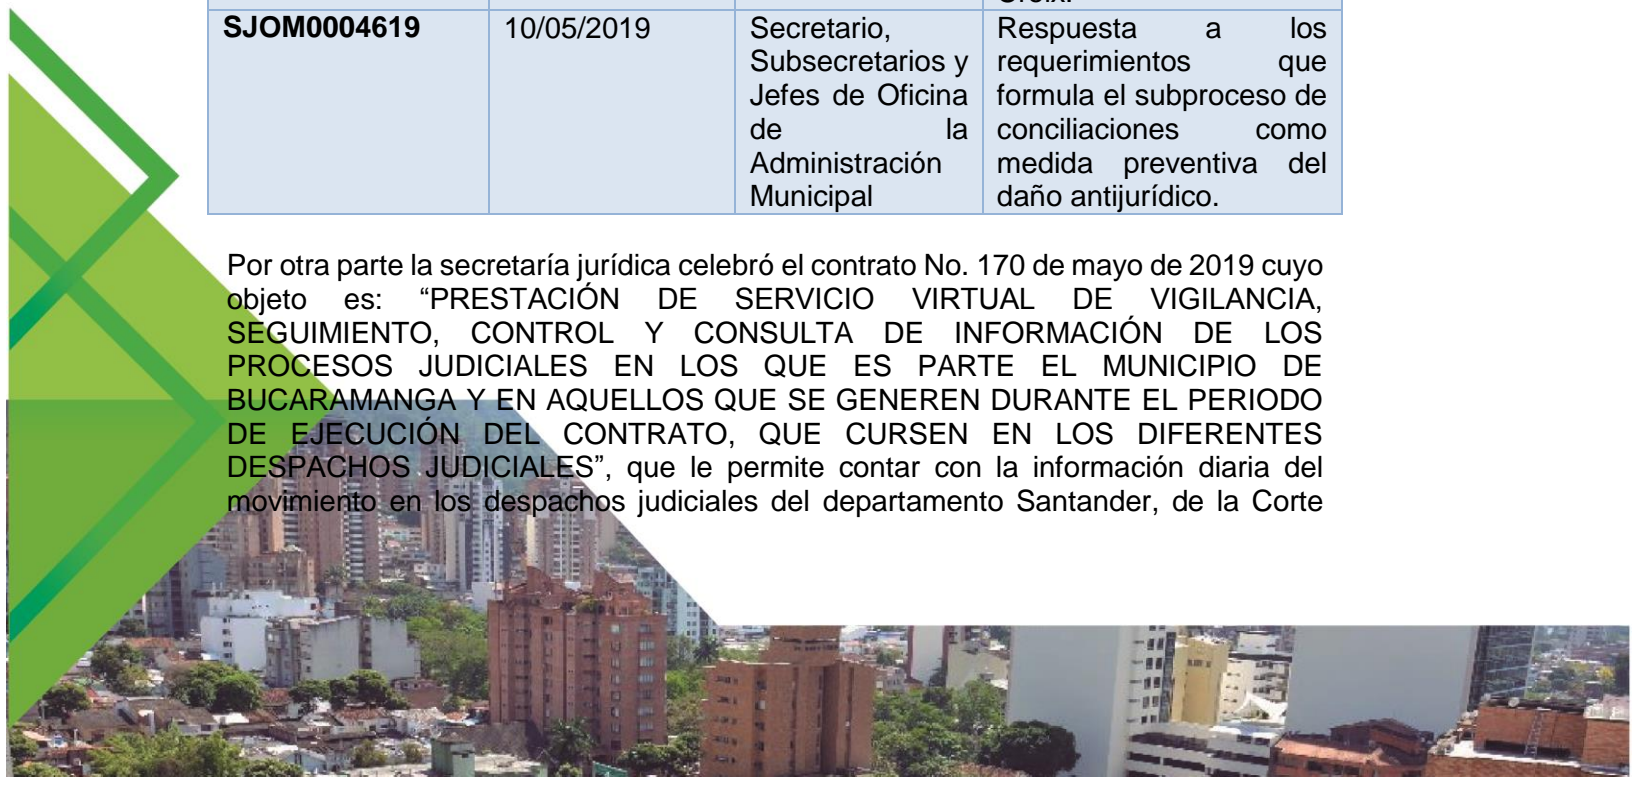 SJOM0004619 10/05/2019 Secretario, Respuesta a los
Subsecretarios y requerimientos que
Jefes de Oficina formula el subproceso de
de la conciliaciones como
Administración medida preventiva del
Municipal daño antijurídico.
Por otra parte la secretaría jurídica celebró el contrato No. 170 de mayo de 2019 cuyo
objeto es: “PRESTACIÓN DE SERVICIO VIRTUAL DE VIGILANCIA,
SEGUIMIENTO, CONTROL Y CONSULTA DE INFORMACIÓN DE LOS
PROCESOS JUDICIALES EN LOS QUE ES PARTE EL MUNICIPIO DE
BUCARAMANGA Y EN AQUELLOS QUE SE GENEREN DURANTE EL PERIODO
DE EJECUCIÓN DEL CONTRATO, QUE CURSEN EN LOS DIFERENTES
DESPACHOS JUDICIALES”, que le permite contar con la información diaria del
movimiento en los despachos judiciales del departamento Santander, de la Corte